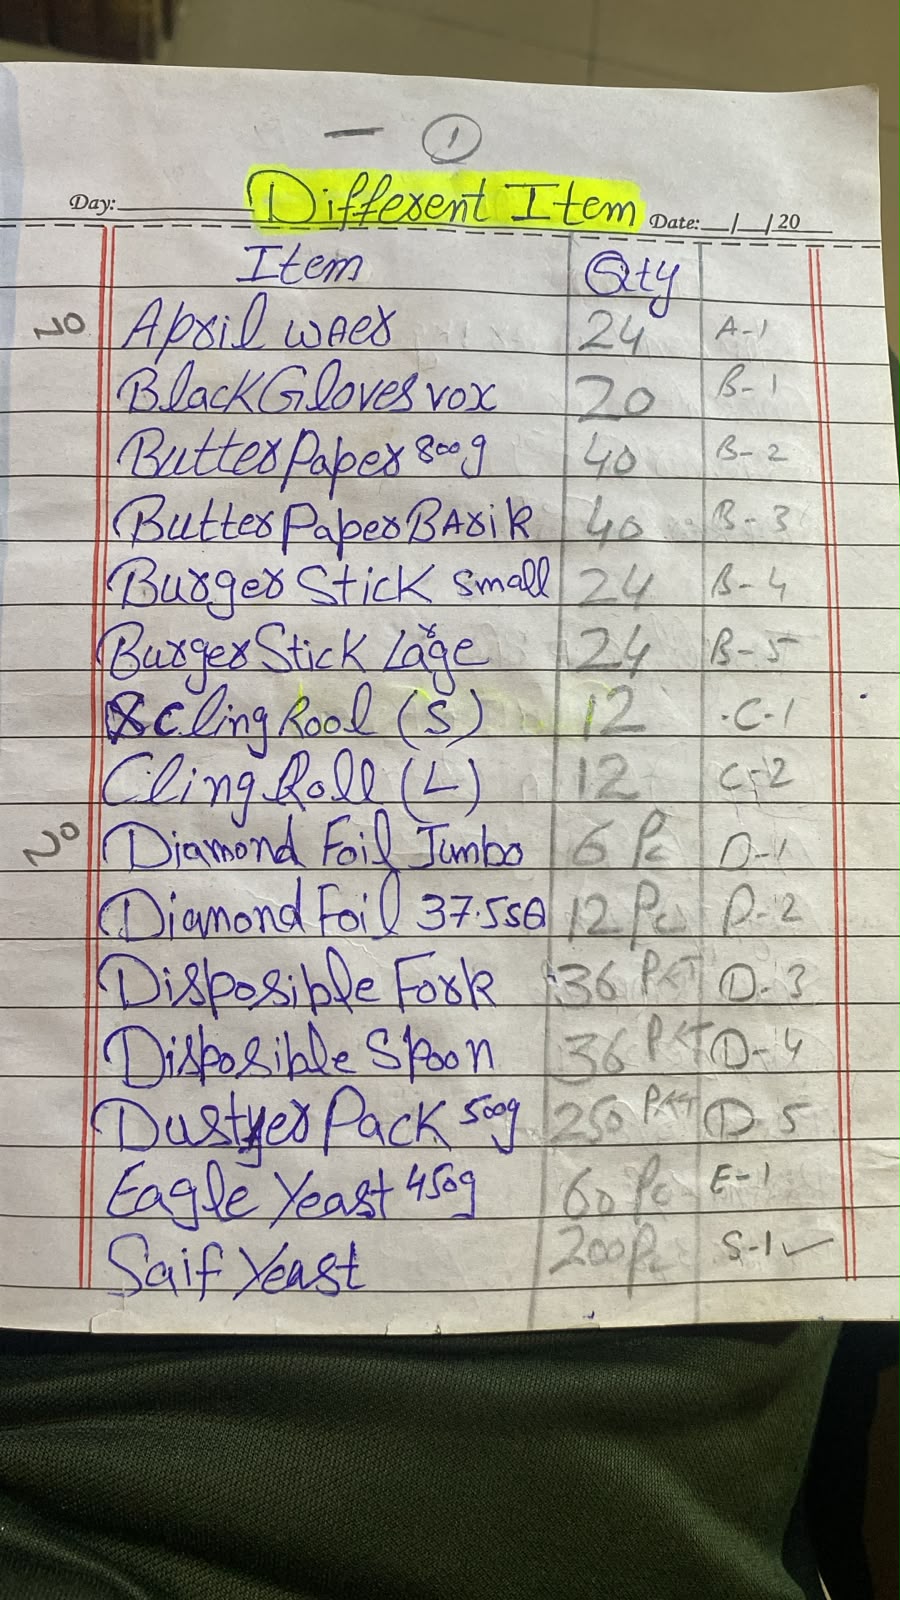 — 1
Different Item
Day: Date: / / 20
Item Qty
No April WAER 24 A-1
Black Gloves vox 20 B-1
Butter Paper 800g 40 B-2
Butter Paper BArik 40 B-3
Burger Stick Small 24 B-4
Burger Stick Large 24 B-5
Cling Rool (S) 12 C-1
Cling Roll (L) 12 C-2
No Diamond Foil Jumbo 6 Pc D-1
Diamond Foil 37.5 12 Pc D-2
Disposible Fork 36 PKT D-3
Disposible Spoon 36 PKT D-4
Pack 500g 250 PKT D-5
Eagle Yeast 450g 60 Pc E-1
Saif Yeast 200 Pc S-1 ✓